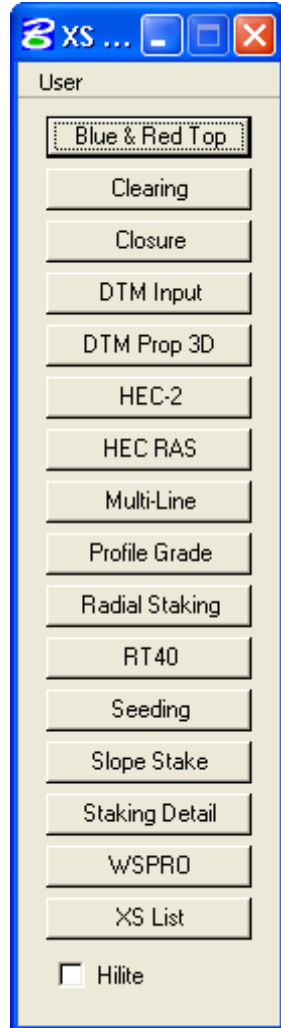 XS ...
User
Blue & Red Top
Clearing
Closure
DTM Input
DTM Prop 3D
HEC-2
HEC RAS
Multi-Line
Profile Grade
Radial Staking
RT40
Seeding
Slope Stake
Staking Detail
WSPRO
XS List
Hilite